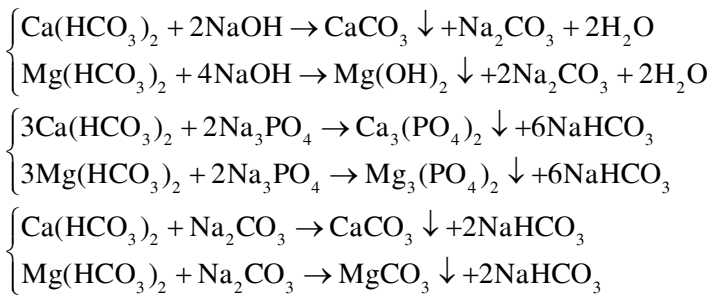 Ca(HCO₃)₂ + 2NaOH → CaCO₃ ↓ +Na₂CO₃ + 2H₂O
Mg(HCO₃)₂ + 4NaOH → Mg(OH)₂ ↓ +2Na₂CO₃ + 2H₂O
3Ca(HCO₃)₂ + 2Na₃PO₄ → Ca₃(PO₄)₂ ↓ +6NaHCO₃
3Mg(HCO₃)₂ + 2Na₃PO₄ → Mg₃(PO₄)₂ ↓ +6NaHCO₃
Ca(HCO₃)₂ + Na₂CO₃ → CaCO₃ ↓ +2NaHCO₃
Mg(HCO₃)₂ + Na₂CO₃ → MgCO₃ ↓ +2NaHCO₃